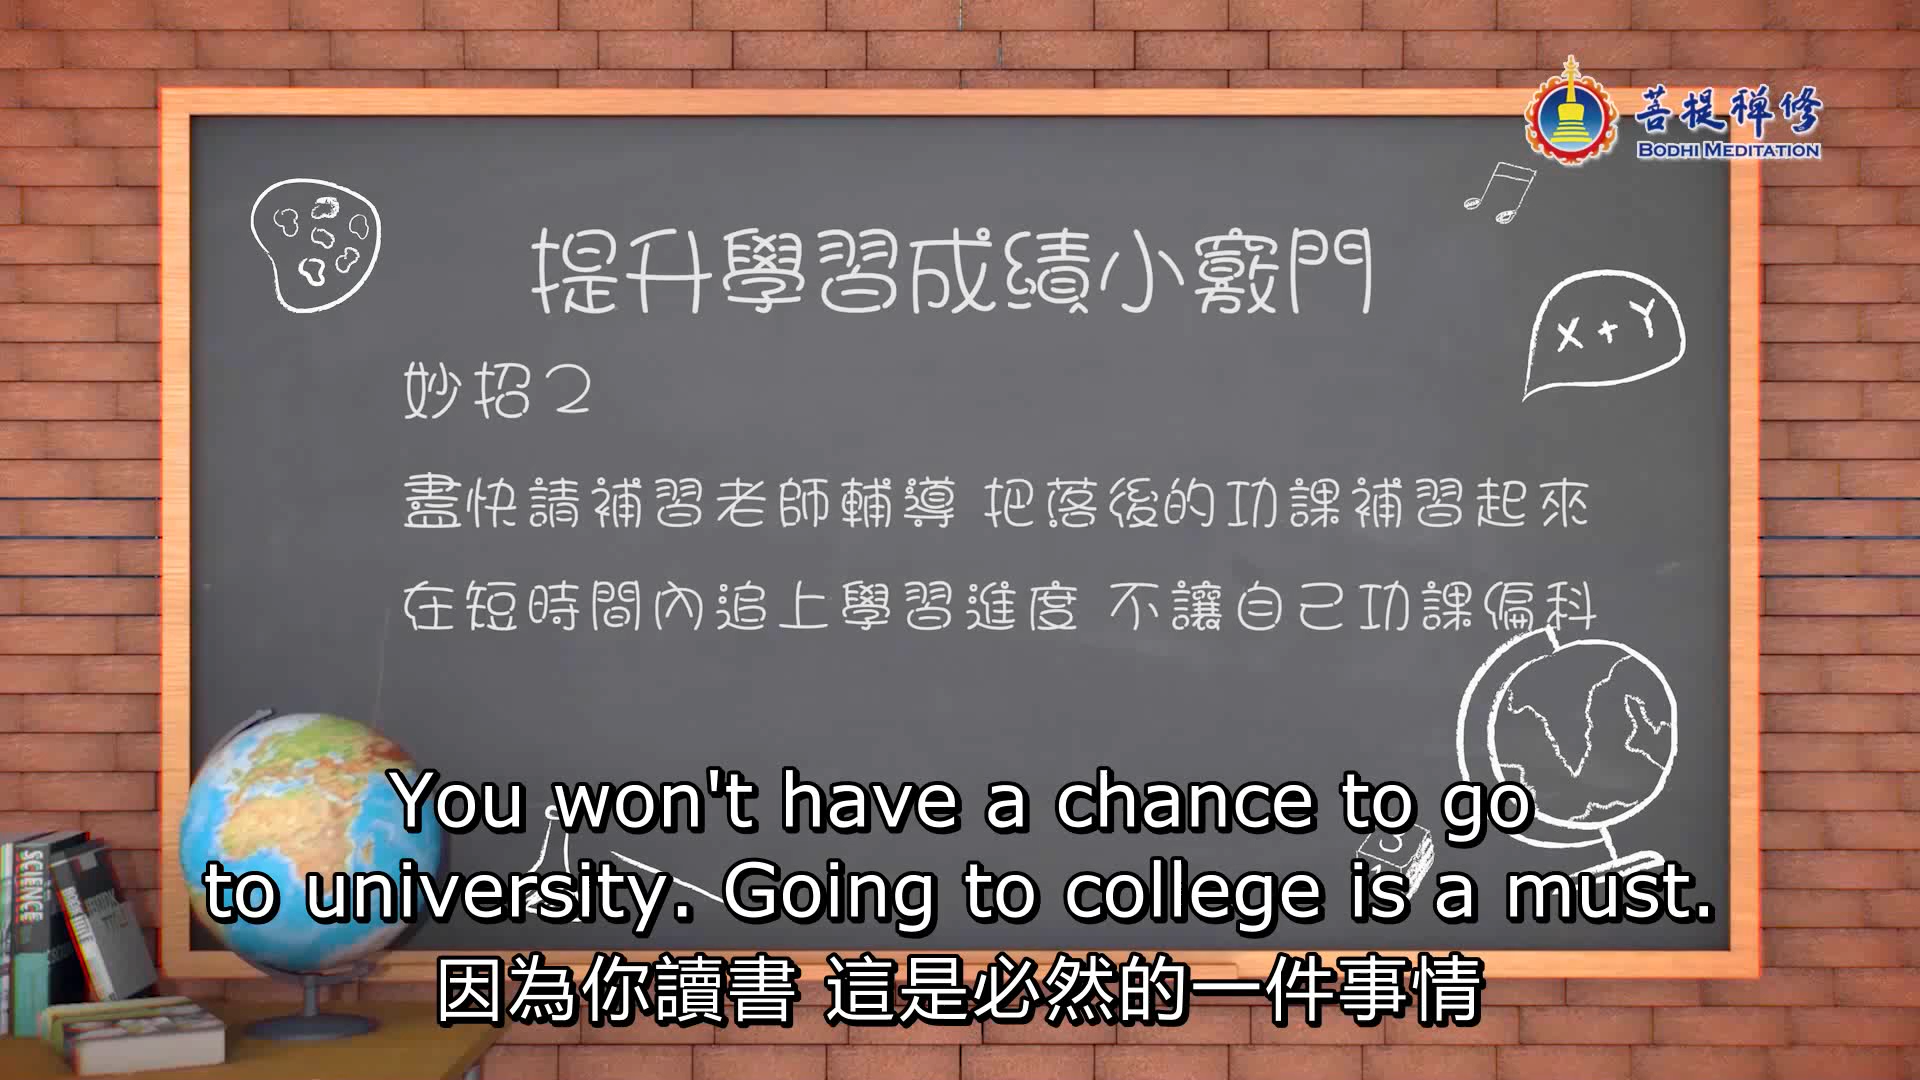 菩提禪修
BODHI MEDITATION
提升學習成績小竅門
X + Y
妙招2
盡快請補習老師輔導 把落後的功課補習起來
在短時間內追上學習進度 不讓自己功課偏科
SCIENCE
You won't have a chance to go
to university. Going to college is a must.
因為你讀書 這是必然的一件事情